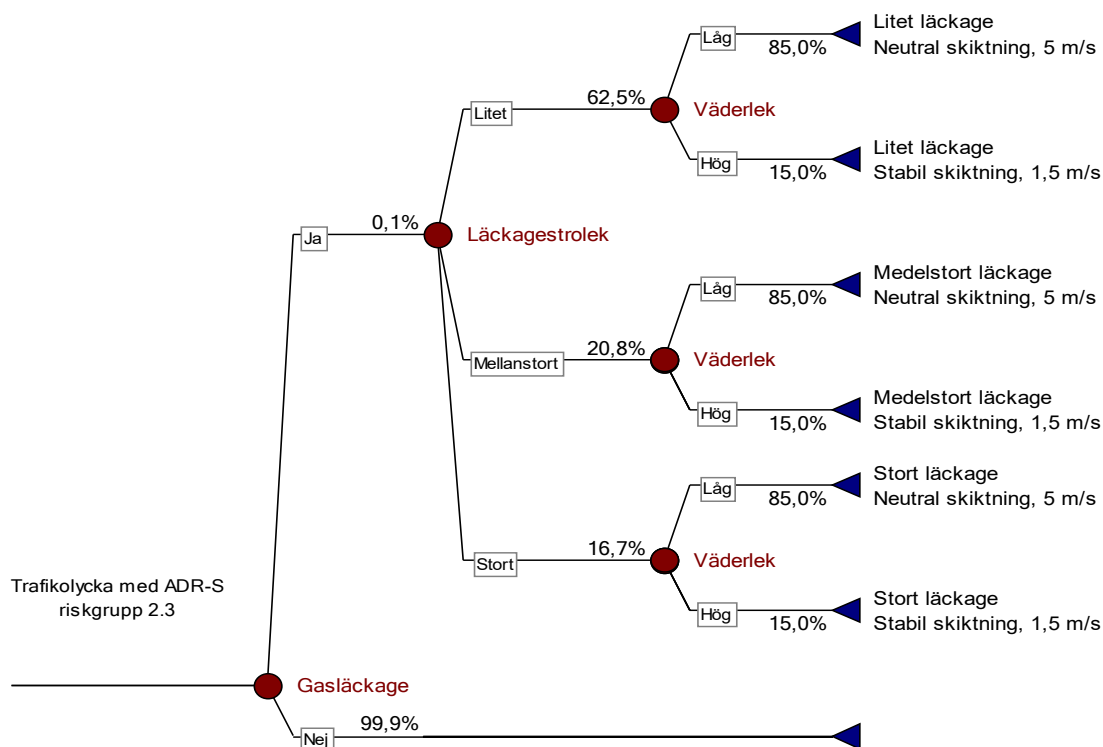 Låg
85,0%
Litet läckage
Neutral skiktning, 5 m/s
Litet
62,5%
Väderlek
Hög
15,0%
Litet läckage
Stabil skiktning, 1,5 m/s
Ja
0,1%
Läckagestrolek
Låg
85,0%
Medelstort läckage
Neutral skiktning, 5 m/s
Mellanstort
20,8%
Väderlek
Hög
15,0%
Medelstort läckage
Stabil skiktning, 1,5 m/s
Låg
85,0%
Stort läckage
Neutral skiktning, 5 m/s
Stort
16,7%
Väderlek
Hög
15,0%
Stort läckage
Stabil skiktning, 1,5 m/s
Trafikolycka med ADR-S
riskgrupp 2.3
Gasläckage
Nej
99,9%